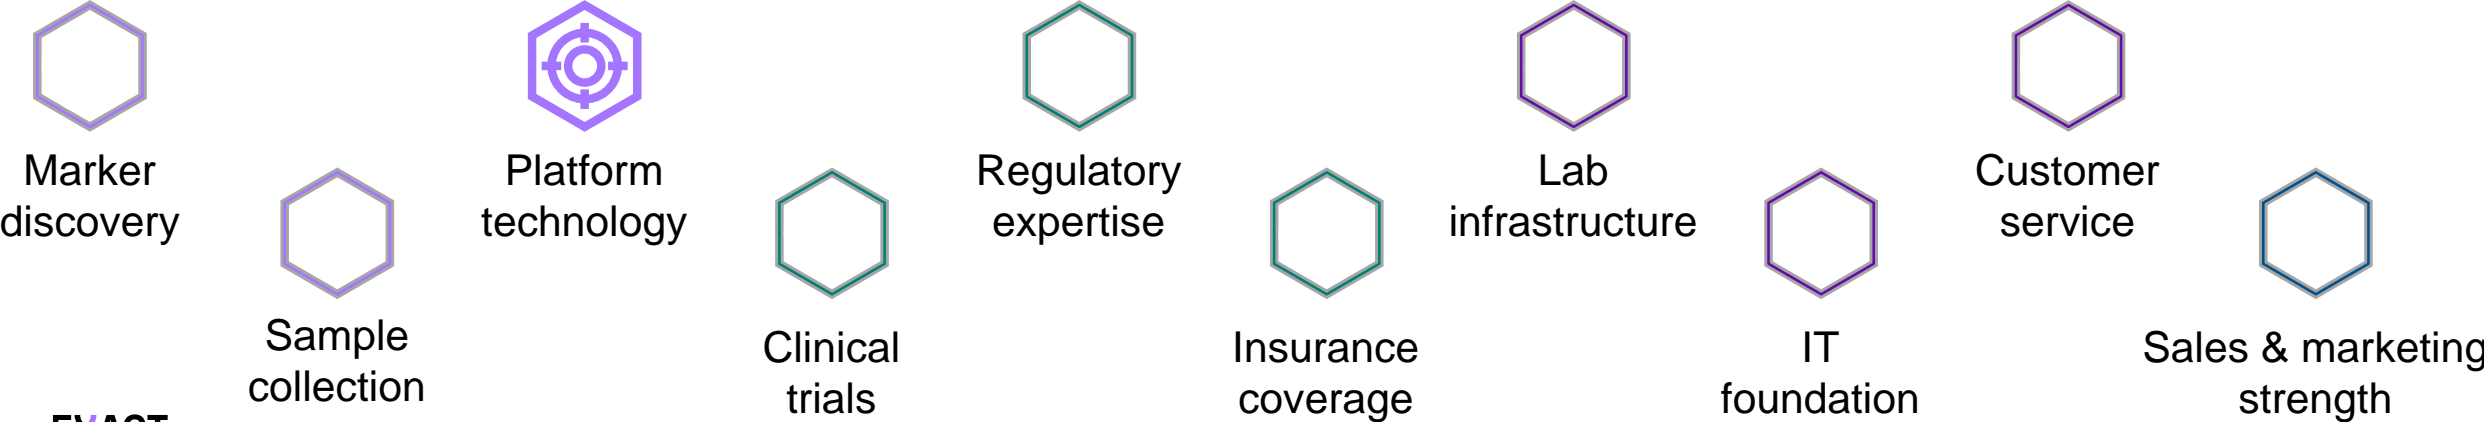 Marker
discovery
Sample
collection
Platform
technology
Clinical
trials
Regulatory
expertise
Insurance
coverage
Lab
infrastructure
IT
foundation
Customer
service
Sales & marketing
strength
EXACT